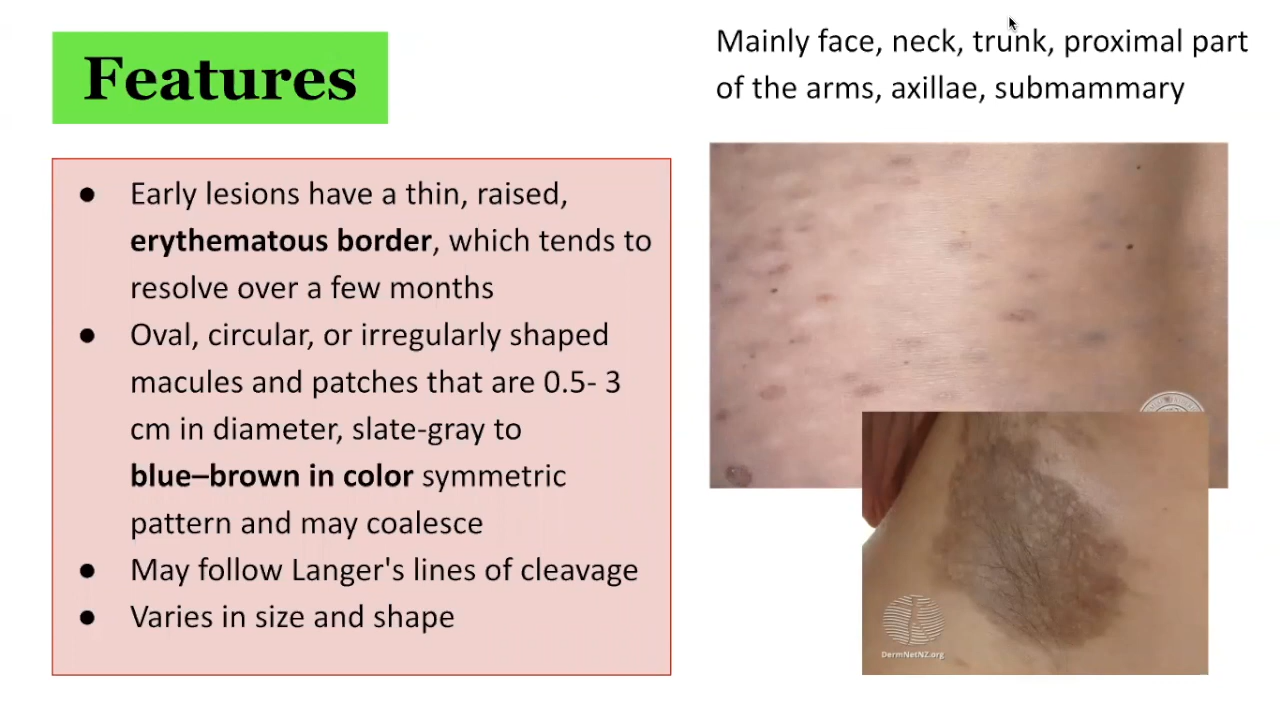 Features
Mainly face, neck, trunk, proximal part
of the arms, axillae, submammary
● Early lesions have a thin, raised,
erythematous border, which tends to
resolve over a few months
● Oval, circular, or irregularly shaped
macules and patches that are 0.5- 3
cm in diameter, slate-gray to
blue–brown in color symmetric
pattern and may coalesce
● May follow Langer's lines of cleavage
● Varies in size and shape
DermNetNZ.org